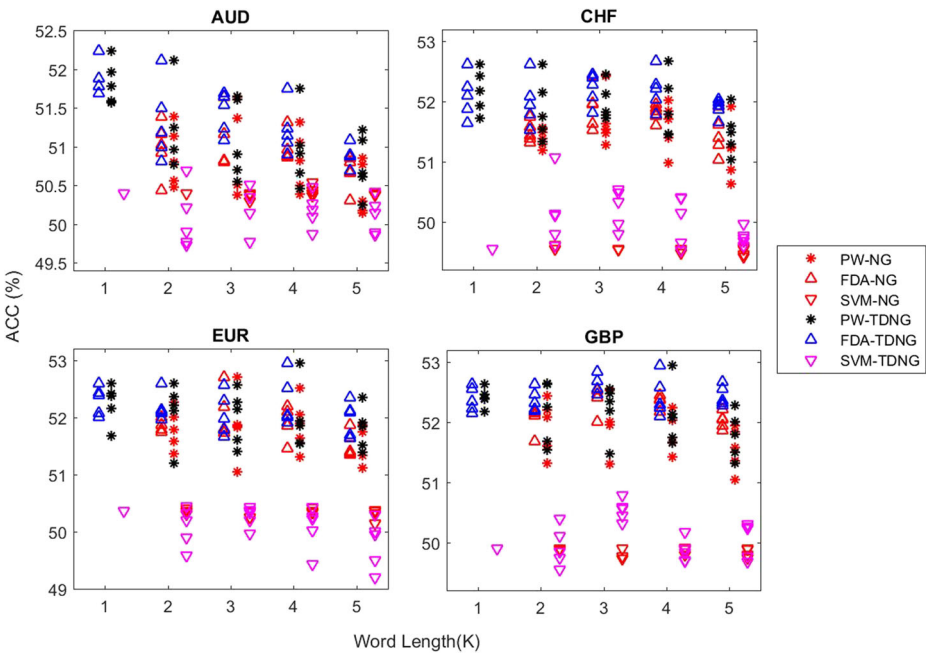 AUD
CHF
ACC (%)
52.5
52
51.5
51
50.5
50
49.5
1 2 3 4 5
53
52
51
50
1 2 3 4 5
EUR
GBP
53
52
51
50
49
1 2 3 4 5
53
52
51
50
1 2 3 4 5
Word Length(K)
PW-NG
FDA-NG
SVM-NG
PW-TDNG
FDA-TDNG
SVM-TDNG